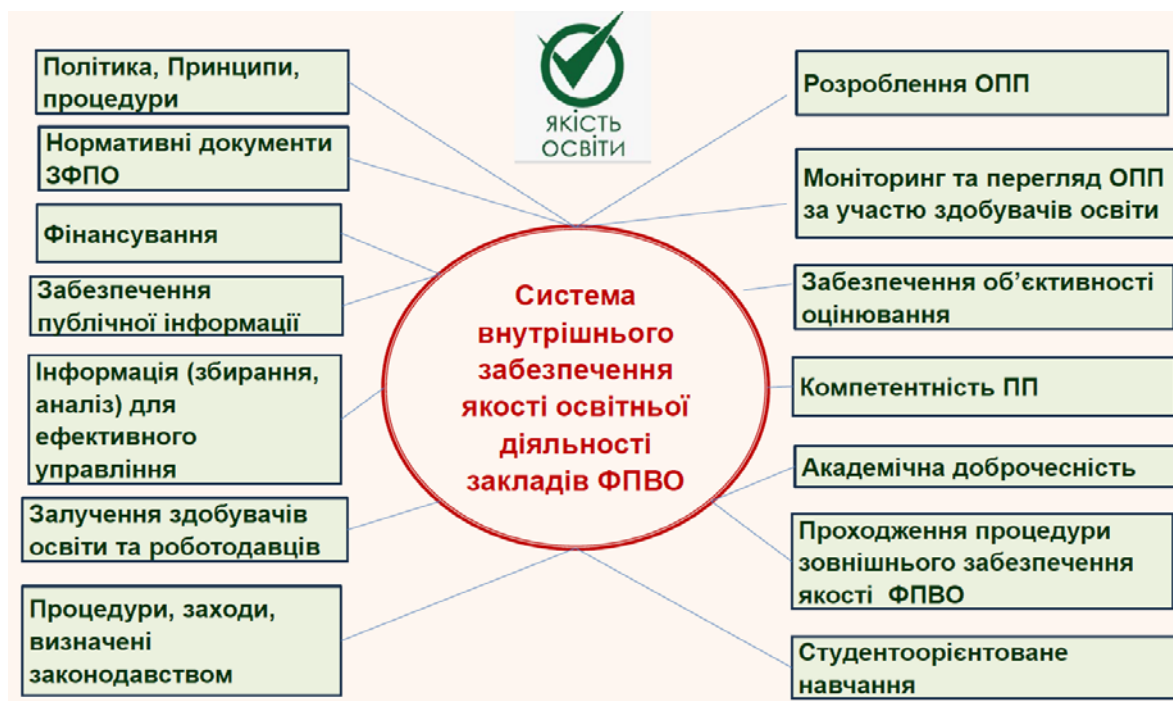 ЯКІСТЬ
ОСВІТИ
Політика, Принципи,
процедури
Нормативні документи
ЗФПО
Фінансування
Забезпечення
публічної інформації
Інформація (збирання,
аналіз) для
ефективного
управління
Залучення здобувачів
освіти та роботодавців
Процедури, заходи,
визначені
законодавством
Система
внутрішнього
забезпечення
якості освітньої
діяльності
закладів ФПВО
Розроблення ОПП
Моніторинг та перегляд ОПП
за участю здобувачів освіти
Забезпечення об’єктивності
оцінювання
Компетентність ПП
Академічна доброчесність
Проходження процедури
зовнішнього забезпечення
якості ФПВО
Студентоорієнтоване
навчання